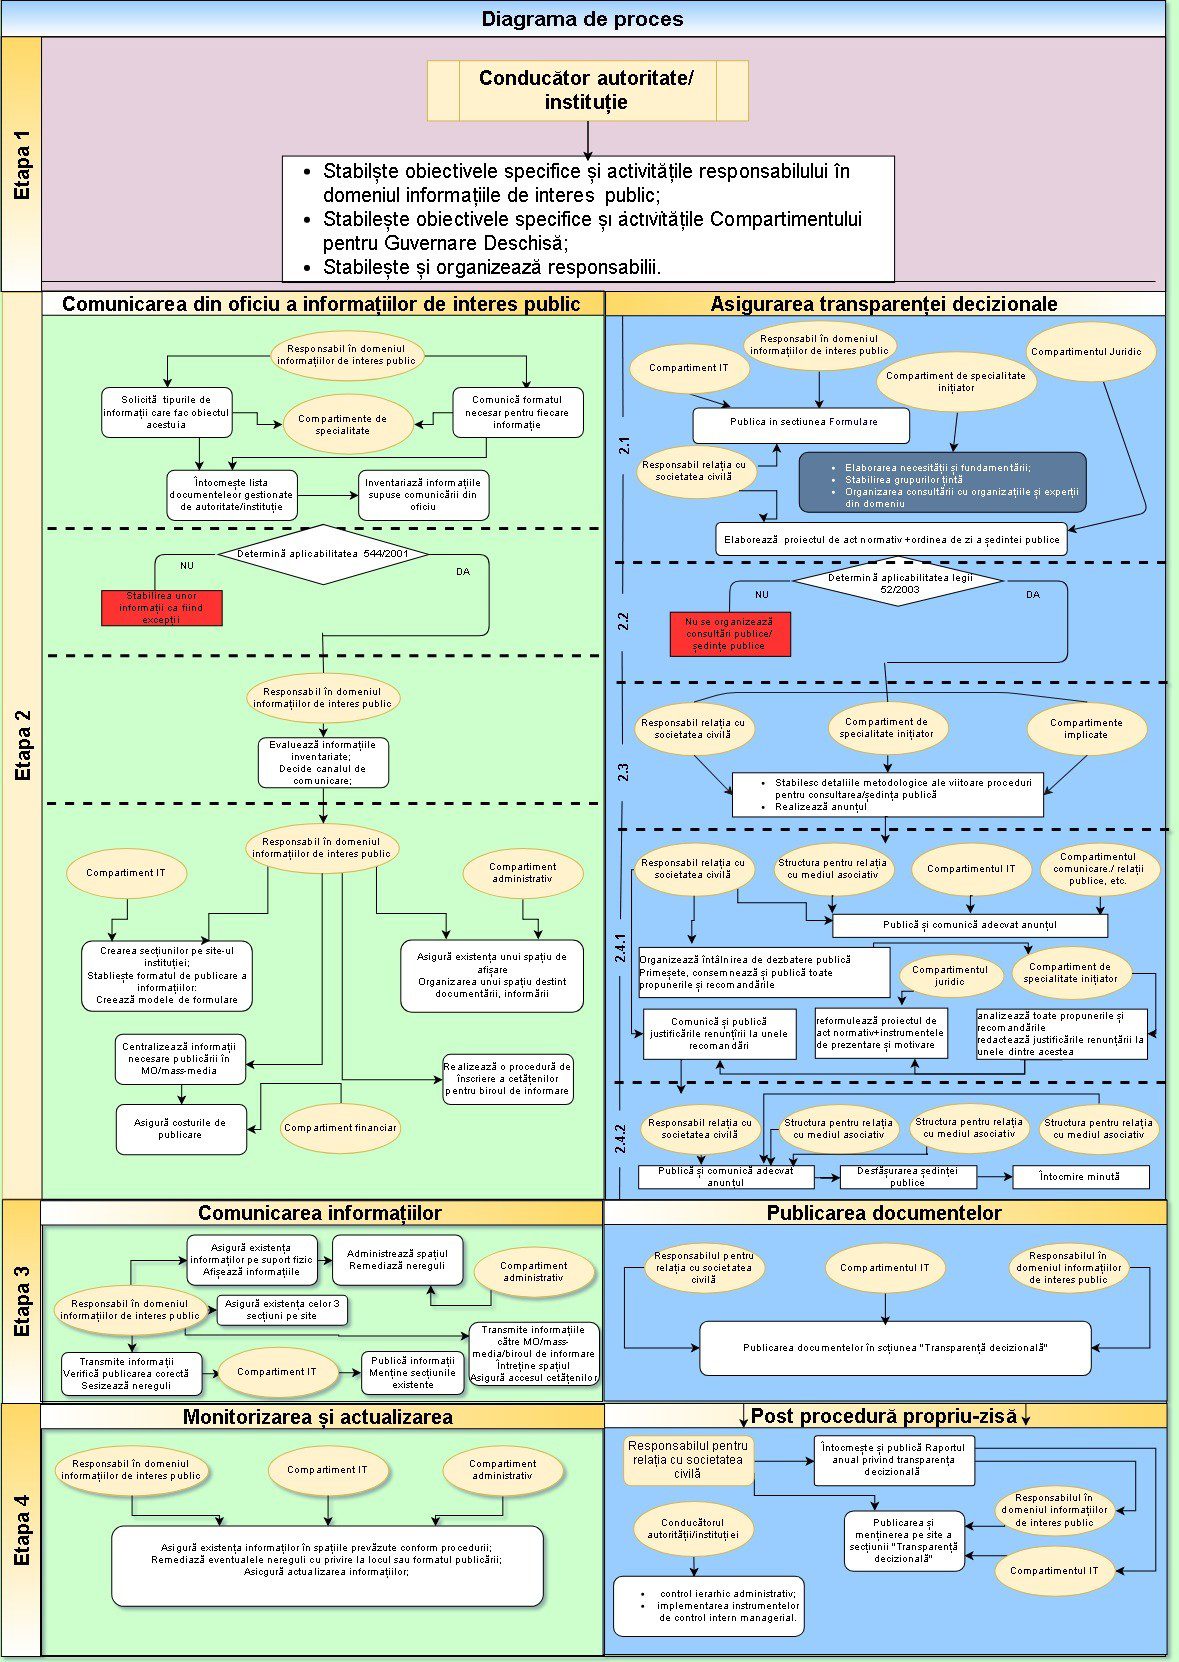 Diagrama de proces
Etapa 1
Conducător autoritate/
instituție
• Stabilște obiectivele specifice și activitățile responsabilului în
domeniul informațiile de interes public;
• Stabilește obiectivele specifice și activitățile Compartimentului
pentru Guvernare Deschisă;
• Stabilește și organizează responsabilii.
Etapa 2
Comunicarea din oficiu a informațiilor de interes public
Responsabil în domeniul
informațiilor de interes public
Solicită tipurile de
informații care fac obiectul
acestuia
Compartimente de
specialitate
Comunică formatul
necesar pentru fiecare
informație
Întocmește lista
documenteleor gestionate
de autoritate/instituție
Inventariază informațiile
supuse comunicării din
oficiu
Determină aplicabilitatea 544/2001
NU
DA
Stabilirea unor
informații ca fiind
excepții
Responsabil în domeniul
informațiilor de interes public
Evaluează informațiile
inventariate;
Decide canalul de
comunicare;
Responsabil în domeniul
informațiilor de interes public
Compartiment IT
Compartiment
administrativ
Crearea secțiunilor pe site-ul
instituției;
Stabliește formatul de publicare a
informațiilor:
Creează modele de formulare
Asigură existența unui spațiu de
afișare
Organizarea unui spațiu destint
documentării, informării
Centralizează informații
necesare publicării în
MO/mass-media
Realizează o procedură de
înscriere a cetățenilor
pentru biroul de informare
Asigură costurile de
publicare
Compartiment financiar
Asigurarea transparenței decizionale
2.1
Compartiment IT
Responsabil în domeniul
informațiilor de interes public
Compartiment de specialitate
inițiator
Compartimentul Juridic
Publica in sectiunea Formulare
Responsabil relația cu
societatea civilă
• Elaborarea necesității și fundamentării;
• Stabilirea grupurilor țintă
• Organizarea consultării cu organizațiile și experții
din domeniu
Elaborează proiectul de act normativ +ordinea de zi a ședintei publice
2.2
Determină aplicabilitatea legii
52/2003
NU
DA
Nu se organizează
consultări publice/
ședințe publice
2.3
Responsabil relația cu
societatea civilă
Compartiment de
specialitate inițiator
Compartimente
implicate
• Stabilesc detaliile metodologice ale viitoare proceduri
pentru consultarea/ședința publică
• Realizează anunțul
2.4.1
Responsabil relația cu
societatea civilă
Structura pentru relația
cu mediul asociativ
Compartimentul IT
Compartimentul
comunicare./ relații
publice, etc.
Publică și comunică adecvat anunțul
Organizează întâlnirea de dezbatere publică
Primesete, consemnează și publică toate
propunerile și recomandările
Compartimentul
juridic
Compartiment de
specialitate inițiator
Comunică și publică
justificările renunțîrii la unele
recomandări
reformulează proiectul de
act normativ+instrumentele
de prezentare și motivare
analizează toate propunerile și
recomandările
redactează justificările renunțării la
unele dintre acestea
2.4.2
Responsabil relația cu
societatea civilă
Structura pentru relația
cu mediul asociativ
Structura pentru relația
cu mediul asociativ
Structura pentru relația
cu mediul asociativ
Publică și comunică adecvat
anunțul
Desfășurarea ședinței
publice
Întocmire minută
Etapa 3
Comunicarea informațiilor
Asigură existența
informațiilor pe suport fizic
Afișează informațiile
Administrează spațiul
Remediază nereguli
Compartiment
administrativ
Responsabil în domeniul
informațiilor de interes public
Asigură existența celor 3
secțiuni pe site
Transmite informațiile
către MO/mass-
media/biroul de informare
Întreține spațiul
Asigură accesul cetățenilor
Transmite informații
Verifică publicarea corectă
Sesizează nereguli
Compartiment IT
Publică informații
Menține secțiunile
existente
Publicarea documentelor
Responsabilul pentru
relația cu societatea
civilă
Compartimentul IT
Responsabilul în
domeniul informațiilor
de interes public
Publicarea documentelor în scțiunea "Transparență decizională"
Etapa 4
Monitorizarea și actualizarea
Responsabil în domeniul
informațiilor de interes public
Compartiment IT
Compartiment
administrativ
Asigură existența informaților în spațiile prevăzute conform procedurii;
Remediază eventualele nereguli cu privire la locul sau formatul publicării;
Asicgură actualizarea informațiilor;
Post procedură propriu-zisă
Responsabilul pentru
relația cu societatea
civilă
Întocmește și publică Raportul
anual privind transparența
decizională
Conducătorul
autorității/instituției
Publicarea și
menținerea pe site a
secțiunii "Transparență
decizională"
Responsabilul în
domeniul informațiilor
de interes public
Compartimentul IT
• control ierarhic administrativ;
• implementarea instrumentelor
de control intern managerial.